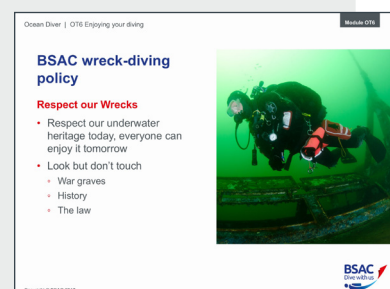 Ocean Diver | OT6 Enjoying your diving
Module OT6
BSAC wreck-diving
policy
Respect our Wrecks
• Respect our underwater
heritage today, everyone can
enjoy it tomorrow
• Look but don't touch
• War graves
• History
• The law
BSAC
Dive with us